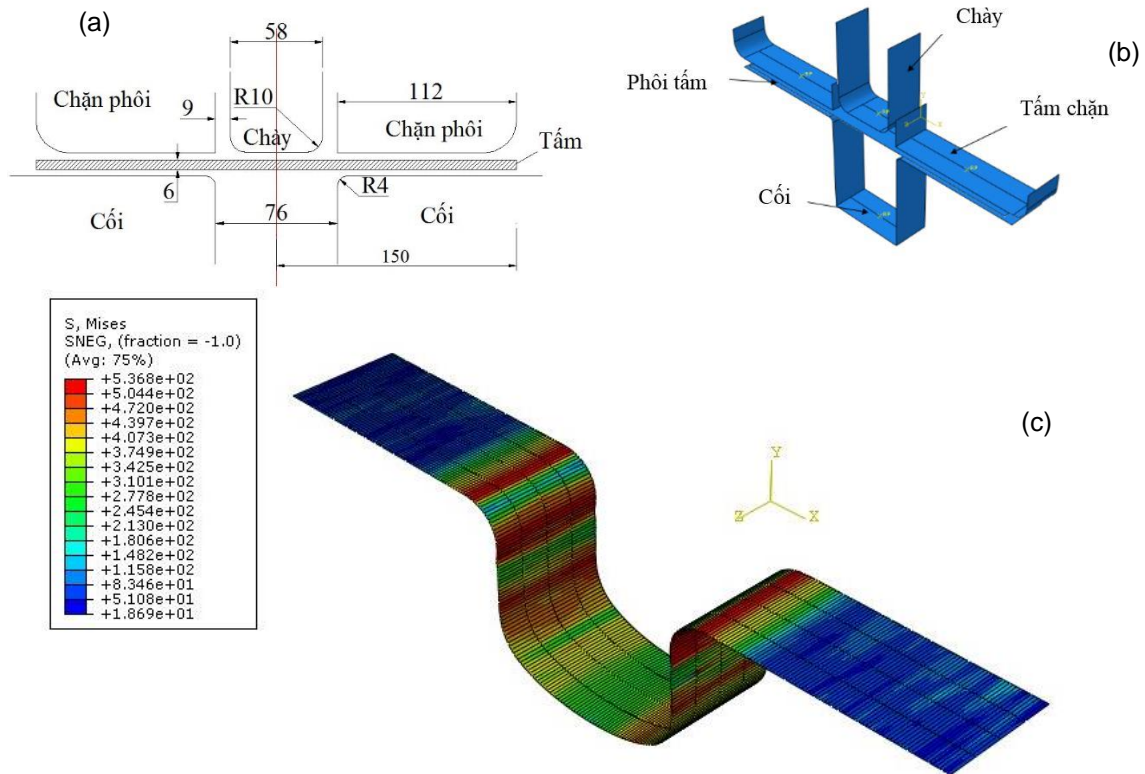 (a)
58
Chặn phôi
9
R10
112
Chày
Chặn phôi
Tấm
6
R4
Cối
76
Cối
150
Chày
(b)
Phôi tấm
Tấm chặn
Cối
S, Mises
SNEG, (fraction = -1.0)
(Avg: 75%)
+5.368e+02
+5.044e+02
+4.720e+02
+4.397e+02
+4.073e+02
+3.749e+02
+3.425e+02
+3.101e+02
+2.778e+02
+2.454e+02
+2.130e+02
+1.806e+02
+1.482e+02
+1.158e+02
+8.346e+01
+5.108e+01
+1.869e+01
(c)
Y
Z
X